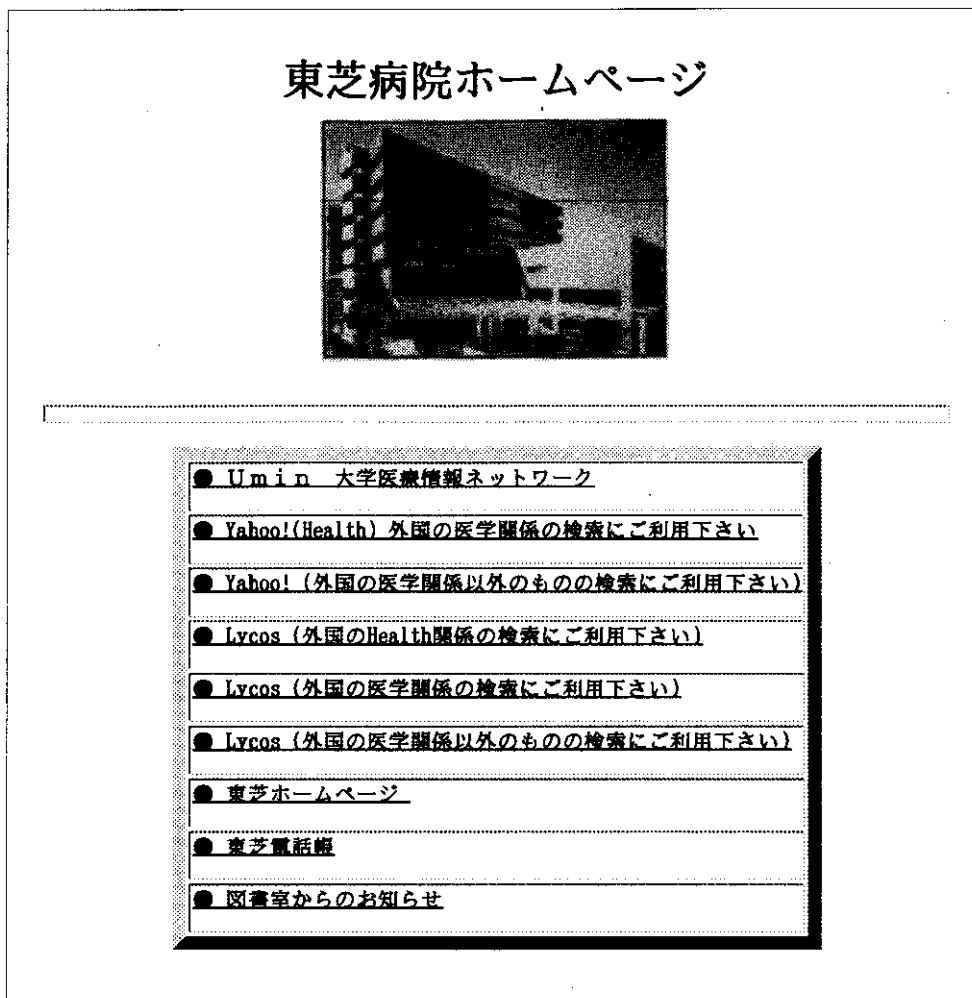 東芝病院ホームページ
● Ｕｍｉｎ　大学医療情報ネットワーク
● Yahoo!(Health) 外国の医学関係の検索にご利用下さい
● Yahoo! (外国の医学関係以外のものの検索にご利用下さい)
● Lycos (外国のHealth関係の検索にご利用下さい)
● Lycos (外国の医学関係の検索にご利用下さい)
● Lycos (外国の医学関係以外のものの検索にご利用下さい)
● 東芝ホームページ
● 東芝電話帳
● 図書室からのお知らせ